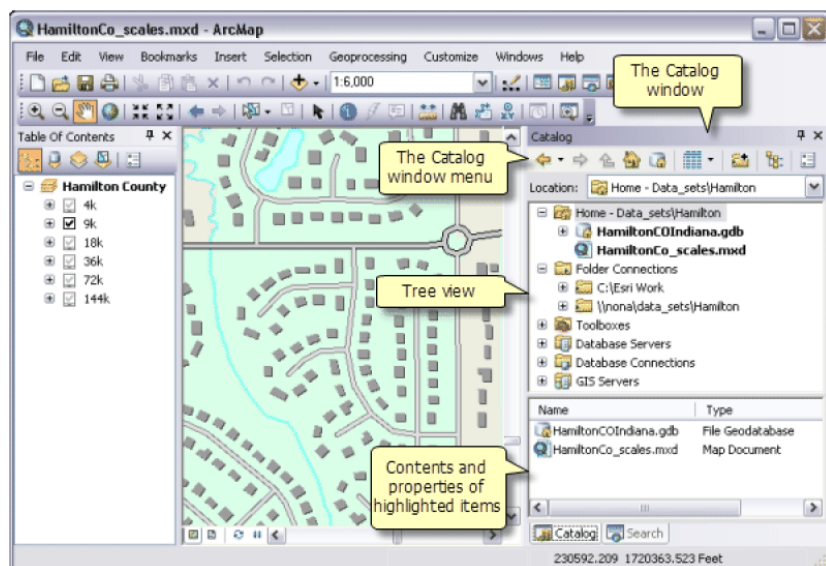 HamiltonCo_scales.mxd - ArcMap
File Edit View Bookmarks Insert Selection Geoprocessing Customize Windows Help
1:6,000
The Catalog
window
Table Of Contents
Hamilton County
4k
9k
18k
36k
72k
144k
The Catalog
window menu
Tree view
Contents and
properties of
highlighted items
Catalog
Location: Home - Data_sets\Hamilton
Home - Data_sets\Hamilton
HamiltonCOIndiana.gdb
HamiltonCo_scales.mxd
Folder Connections
C:\Esri Work
\\nona\data_sets\Hamilton
Toolboxes
Database Servers
Database Connections
GIS Servers
Name Type
HamiltonCOIndiana.gdb File Geodatabase
HamiltonCo_scales.mxd Map Document
Catalog Search
230592.209 1720363.523 Feet